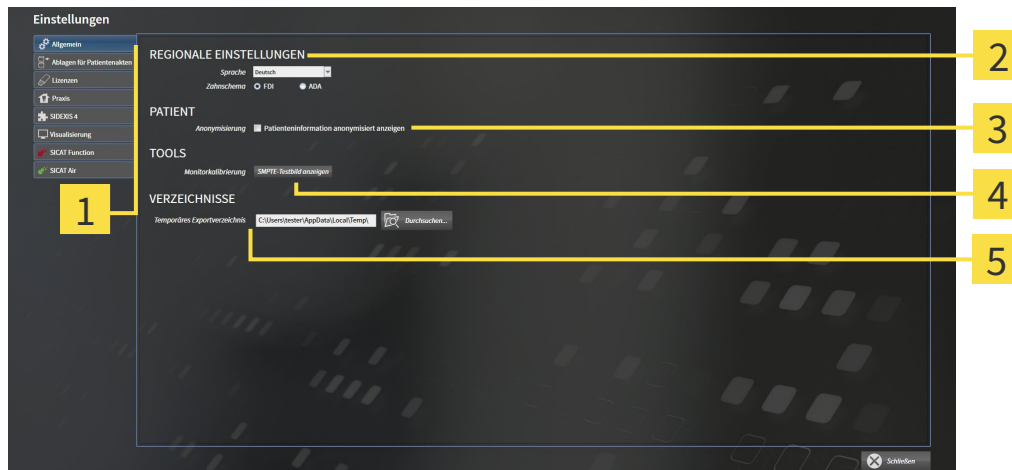 Einstellungen
Allgemein
Ablagen für Patientenakten
Lizenzen
Praxis
SIDEXIS 4
Visualisierung
SICAT Function
SICAT Air
1
REGIONALE EINSTELLUNGEN
Sprache Deutsch
Zahnschema FDI ADA
2
PATIENT
Anonymisierung Patienteninformation anonymisiert anzeigen
3
TOOLS
Monitorkalibrierung SMPTE-Testbild anzeigen
4
VERZEICHNISSE
Temporäres Exportverzeichnis C:\Users\tester\AppData\Local\Temp\ Durchsuchen...
5
Schließen